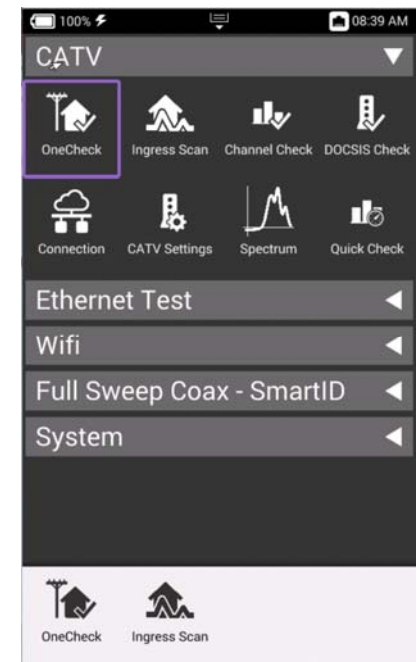 100% 08:39 AM
CATV
OneCheck Ingress Scan Channel Check DOCSIS Check
Connection CATV Settings Spectrum Quick Check
Ethernet Test
Wifi
Full Sweep Coax - SmartID
System
OneCheck Ingress Scan